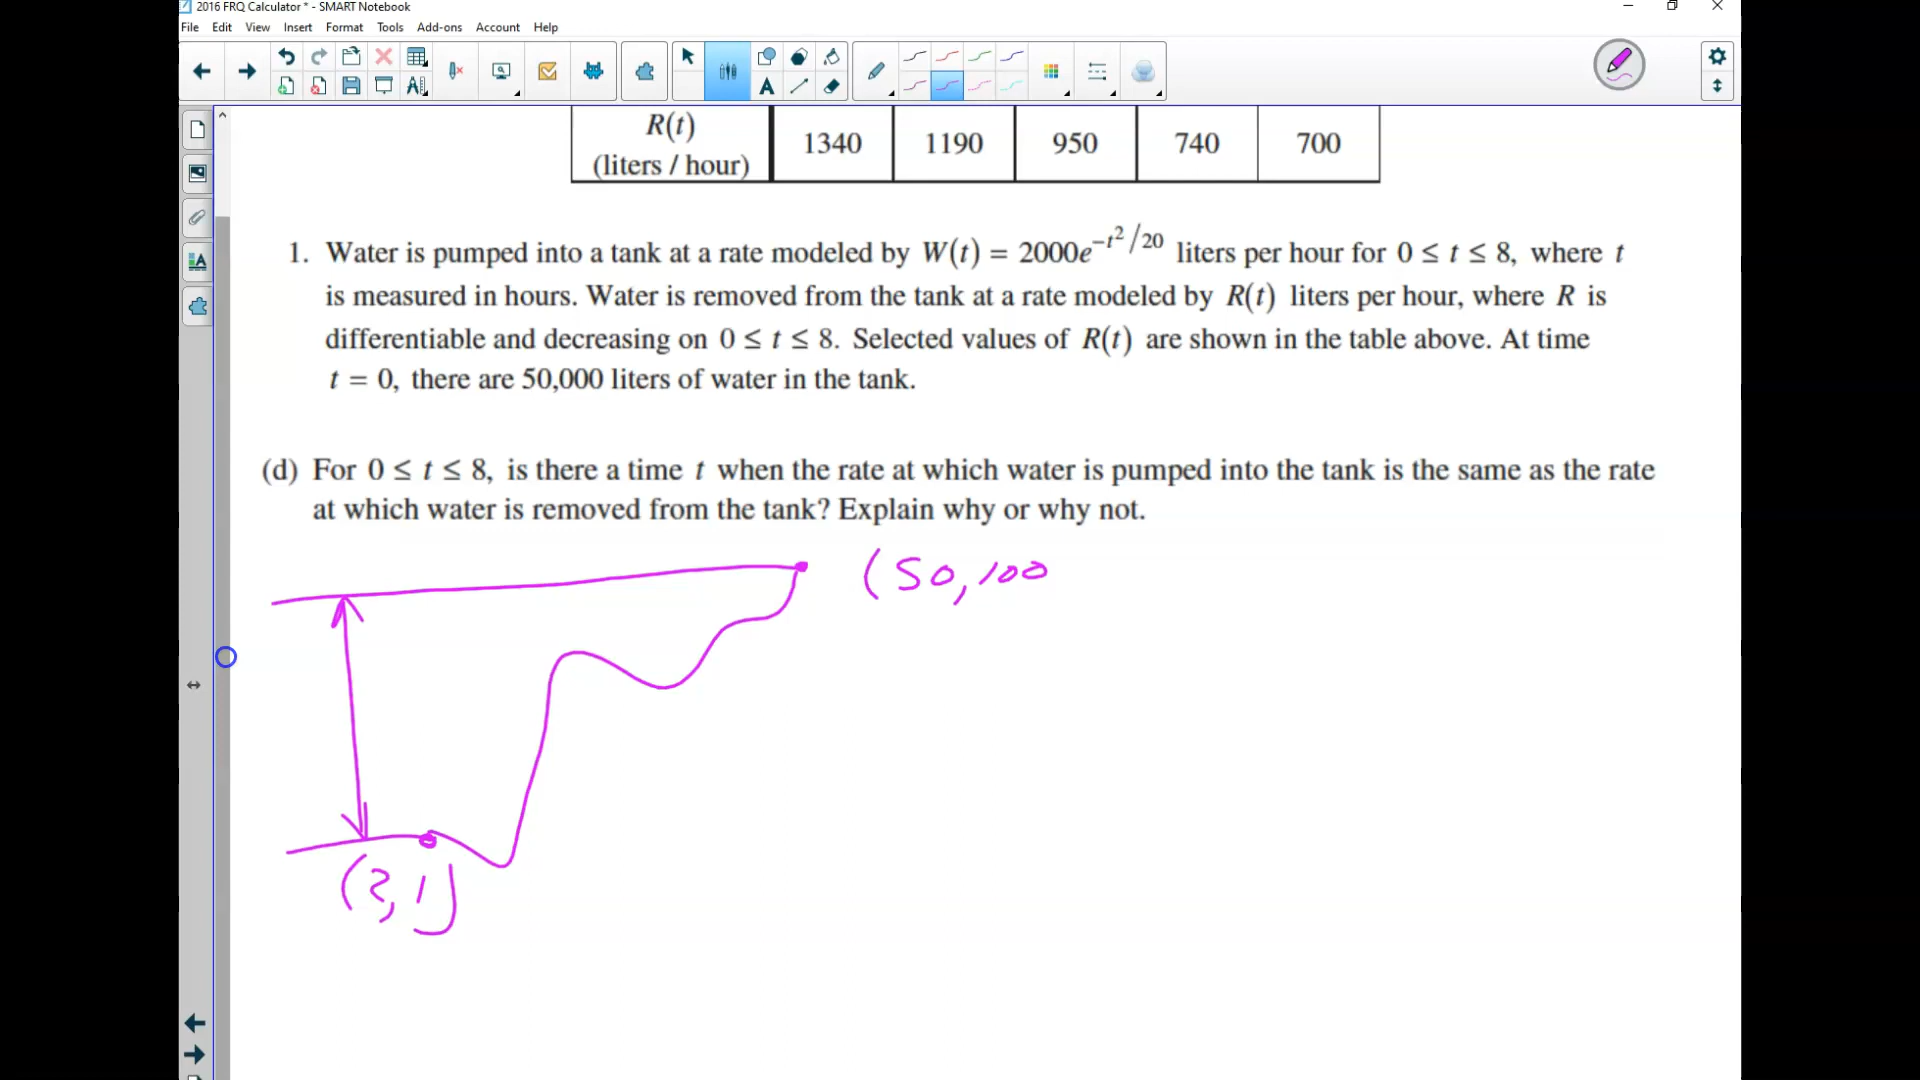 2016 FRQ Calculator * - SMART Notebook
File Edit View Insert Format Tools Add-ons Account Help
R(t)
(liters / hour) 1340 1190 950 740 700
1. Water is pumped into a tank at a rate modeled by W(t) = 2000e^{-t^2/20} liters per hour for 0 ≤ t ≤ 8, where t
is measured in hours. Water is removed from the tank at a rate modeled by R(t) liters per hour, where R is
differentiable and decreasing on 0 ≤ t ≤ 8. Selected values of R(t) are shown in the table above. At time
t = 0, there are 50,000 liters of water in the tank.
(d) For 0 ≤ t ≤ 8, is there a time t when the rate at which water is pumped into the tank is the same as the rate
at which water is removed from the tank? Explain why or why not.
(50,100
(2,1)